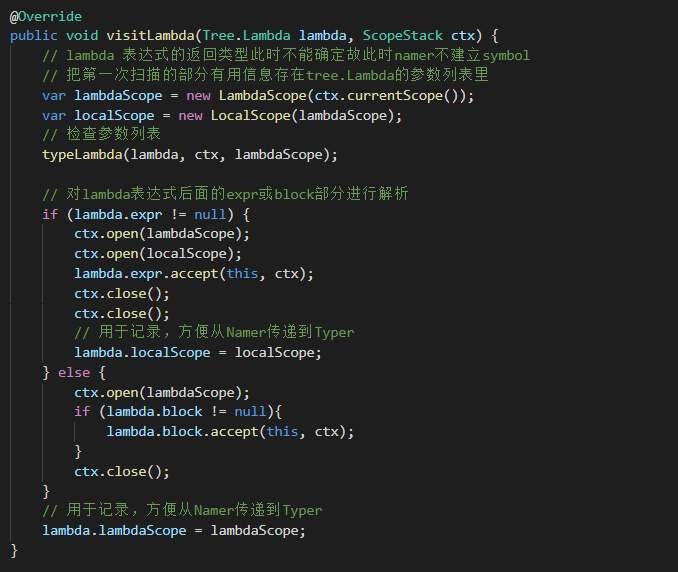 @Override
public void visitLambda(Tree.Lambda lambda, ScopeStack ctx) {
    // lambda 表达式的返回类型此时不能确定故此时namer不建立symbol
    // 把第一次扫描的部分有用信息存在tree.Lambda的参数列表里
    var lambdaScope = new LambdaScope(ctx.currentScope());
    var localScope = new LocalScope(lambdaScope);
    // 检查参数列表
    typeLambda(lambda, ctx, lambdaScope);

    // 对lambda表达式后面的expr或block部分进行解析
    if (lambda.expr != null) {
        ctx.open(lambdaScope);
        ctx.open(localScope);
        lambda.expr.accept(this, ctx);
        ctx.close();
        ctx.close();
        // 用于记录，方便从Namer传递到Typer
        lambda.localScope = localScope;
    } else {
        ctx.open(lambdaScope);
        if (lambda.block != null){
            lambda.block.accept(this, ctx);
        }
        ctx.close();
    }
    // 用于记录，方便从Namer传递到Typer
    lambda.lambdaScope = lambdaScope;
}